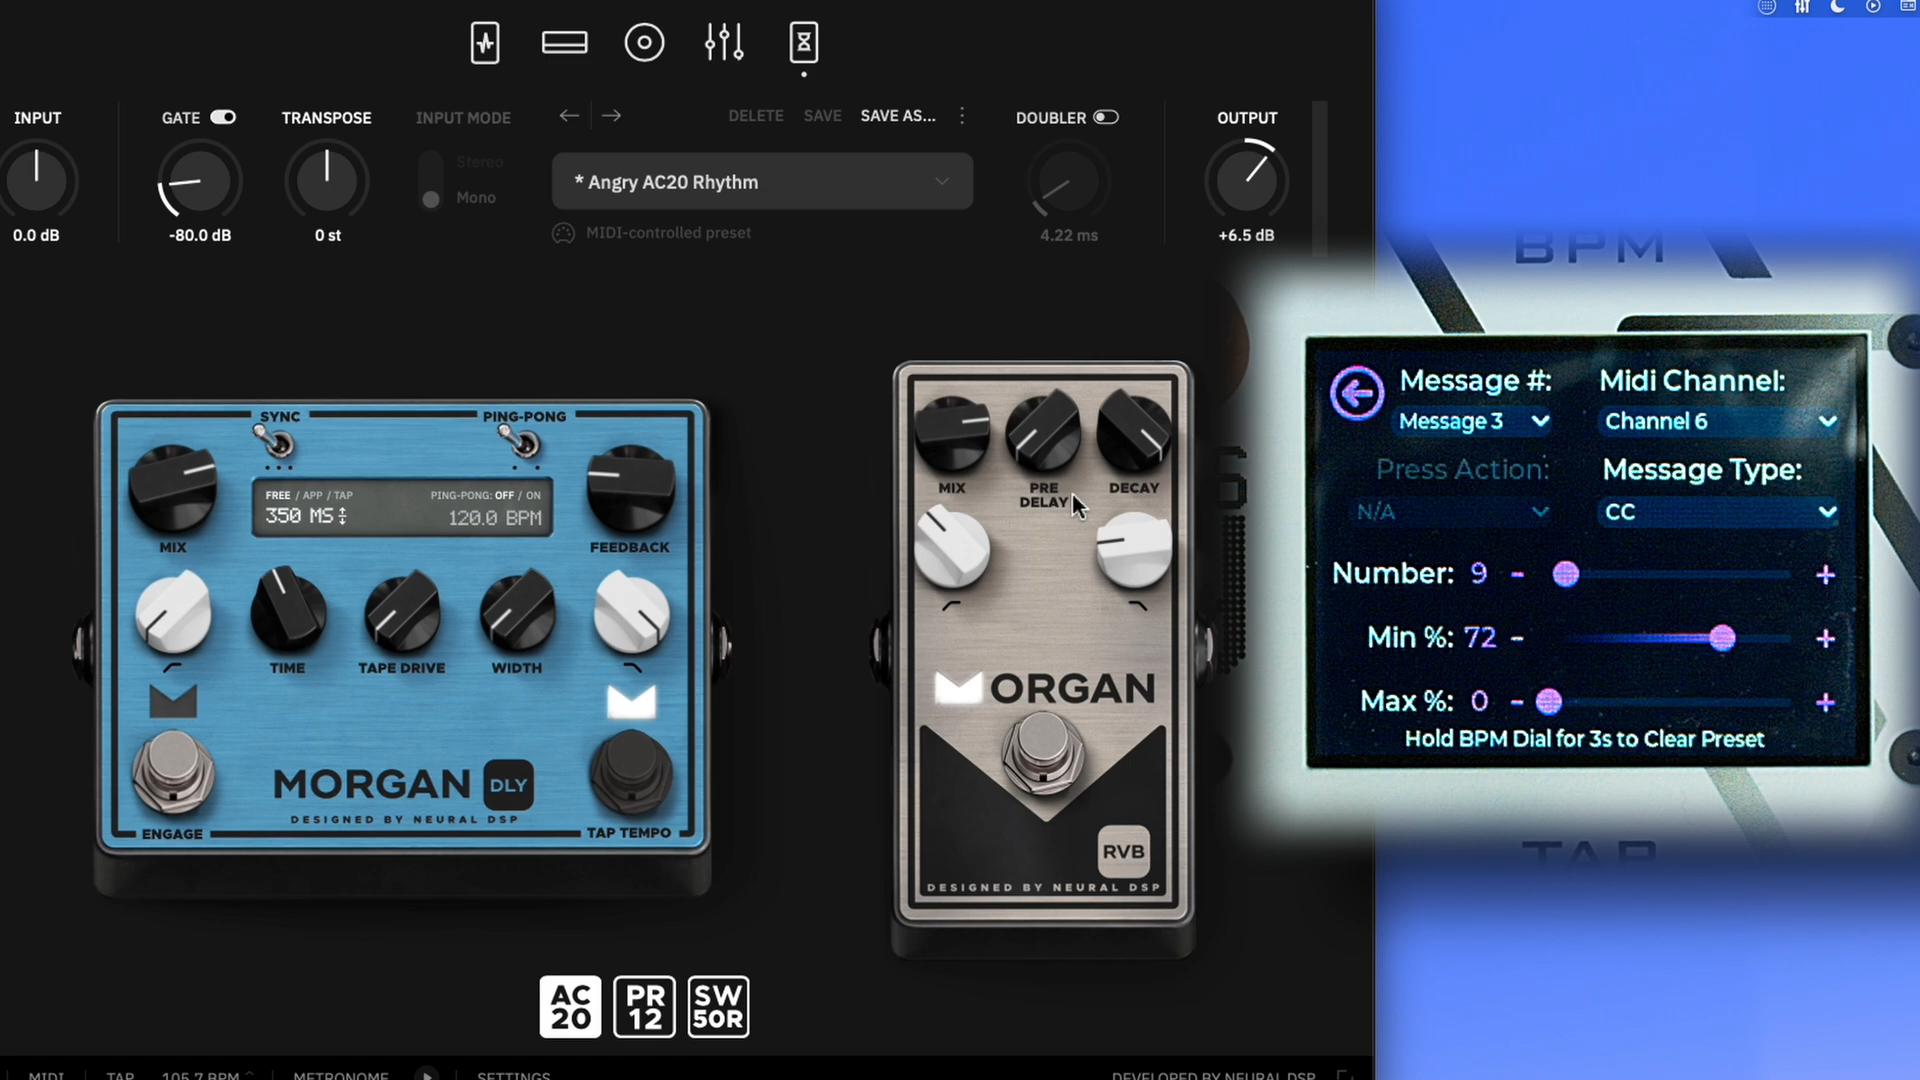 INPUT
GATE
TRANSPOSE
INPUT MODE
DELETE
SAVE
SAVE AS...
DOUBLER
OUTPUT
Stereo
Mono
* Angry AC20 Rhythm
0.0 dB
-80.0 dB
0 st
MIDI-controlled preset
4.22 ms
+6.5 dB
BPM
SYNC
PING-PONG
FREE / APP / TAP
PING-PONG: OFF / ON
350 MS
120.0 BPM
MIX
FEEDBACK
TIME
TAPE DRIVE
WIDTH
MORGAN DLY
DESIGNED BY NEURAL DSP
ENGAGE
TAP TEMPO
MIX
PRE DELAY
DECAY
MORGAN
RVB
DESIGNED BY NEURAL DSP
Message #:
Midi Channel:
Message 3
Channel 6
Press Action:
Message Type:
N/A
CC
Number: 9 - +
Min %: 72 - +
Max %: 0 - +
Hold BPM Dial for 3s to Clear Preset
TAP
AC 20
PR 12
SW 50R
MIDI
TAP
105.7 BPM
METRONOME
SETTINGS
DEVELOPED BY NEURAL DSP